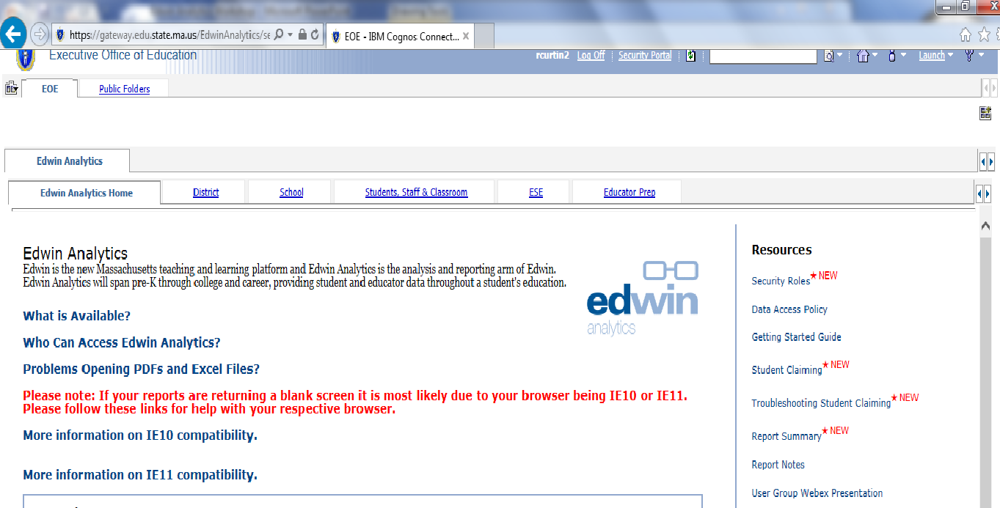 https://gateway.edu.state.ma.us/EdwinAnalytics/se
EOE - IBM Cognos Connect...
Executive Office of Education
rcurtin2 Log Off Security Portal Launch
EOE Public Folders
Edwin Analytics
Edwin Analytics Home District School Students, Staff & Classroom ESE Educator Prep
Edwin Analytics
Edwin is the new Massachusetts teaching and learning platform and Edwin Analytics is the analysis and reporting arm of Edwin.
Edwin Analytics will span pre-K through college and career, providing student and educator data throughout a student's education.
edwin
analytics
What is Available?
Who Can Access Edwin Analytics?
Problems Opening PDFs and Excel Files?
Please note: If your reports are returning a blank screen it is most likely due to your browser being IE10 or IE11.
Please follow these links for help with your respective browser.
More information on IE10 compatibility.
More information on IE11 compatibility.
Resources
Security Roles★NEW
Data Access Policy
Getting Started Guide
Student Claiming★NEW
Troubleshooting Student Claiming★NEW
Report Summary★NEW
Report Notes
User Group Webex Presentation